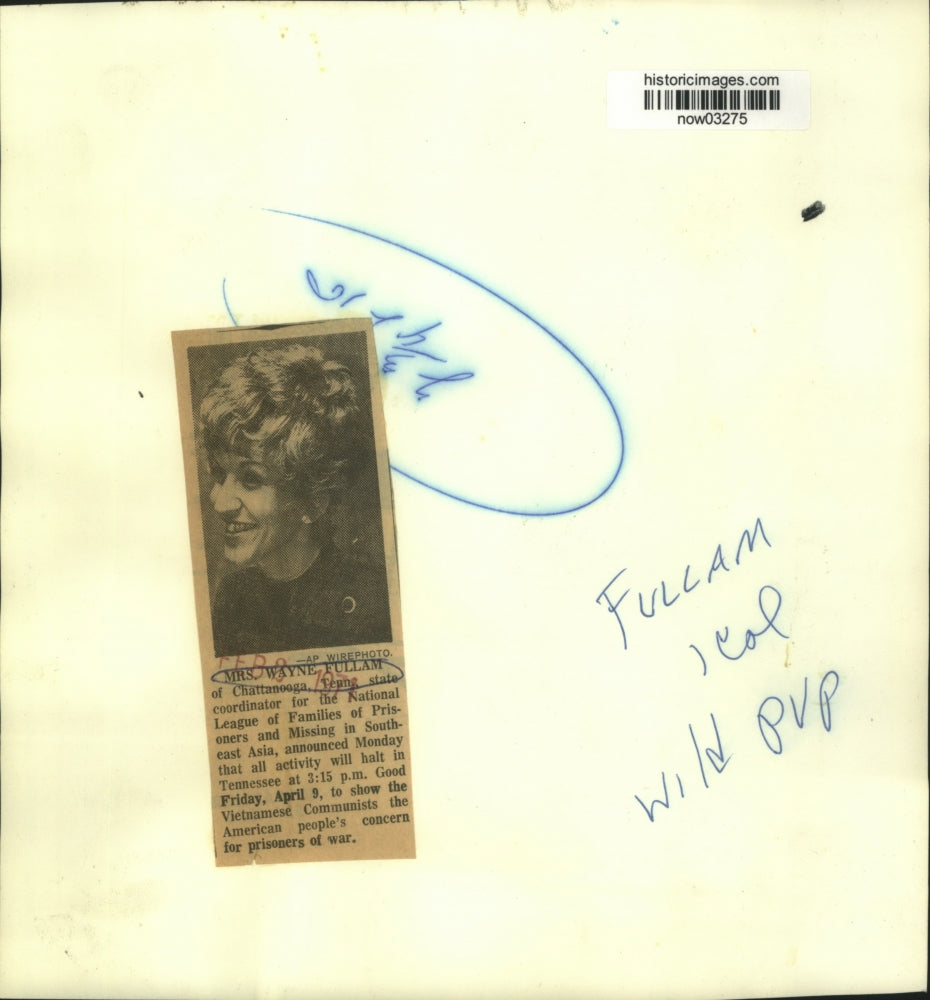 historicimages.com
now03275
—AP WIREPHOTO.
FEB 9 197
MRS. WAYNE FULLAM
of Chattanooga, Tenn., state
coordinator for the National
League of Families of Pris-
oners and Missing in South-
east Asia, announced Monday
that all activity will halt in
Tennessee at 3:15 p.m. Good
Friday, April 9, to show the
Vietnamese Communists the
American people's concern
for prisoners of war.
FULLAM
1 col
PVP